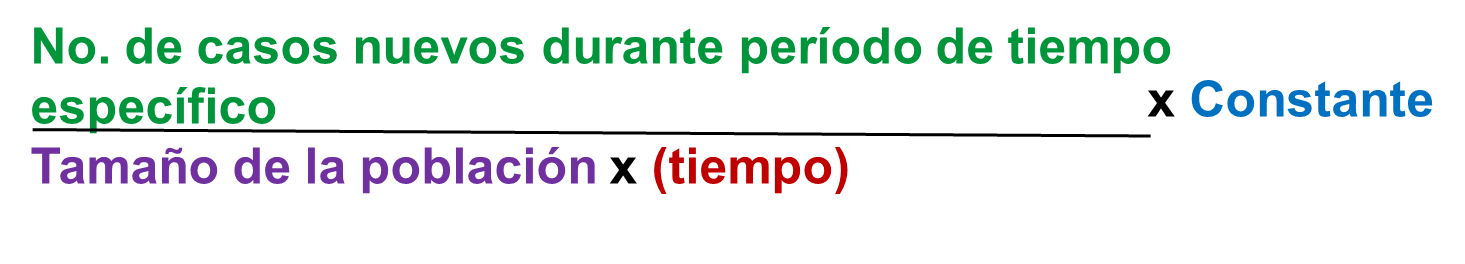 No. de casos nuevos durante período de tiempo
específico
x Constante
Tamaño de la población x (tiempo)